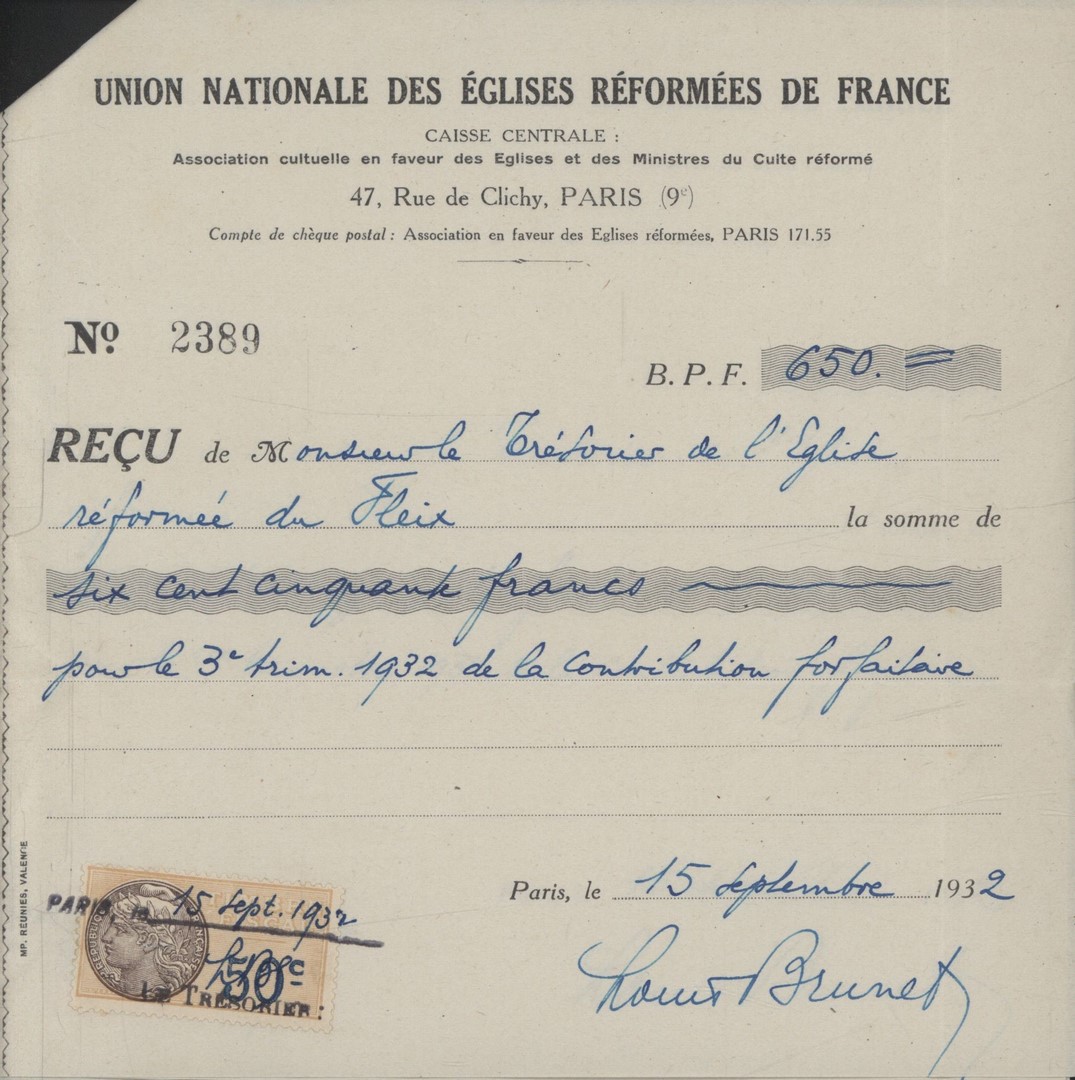 UNION NATIONALE DES ÉGLISES RÉFORMÉES DE FRANCE
CAISSE CENTRALE :
Association cultuelle en faveur des Eglises et des Ministres du Culte réformé
47, Rue de Clichy, PARIS (9e)
Compte de chèque postal : Association en faveur des Eglises réformées, PARIS 171.55
No 2389
B. P. F. 650. =
REÇU de Monsieur le Trésorier de l'Eglise
réformée du Fleix la somme de
six cent cinquante francs
pour le 3e trim. 1932 de la Contribution forfaitaire
Paris, le 15 Septembre 1932
Louis Brunet
PARIS, le 15 sept. 1932
50c
LE TRÉSORIER :
MP. RÉUNIES, VALENCE